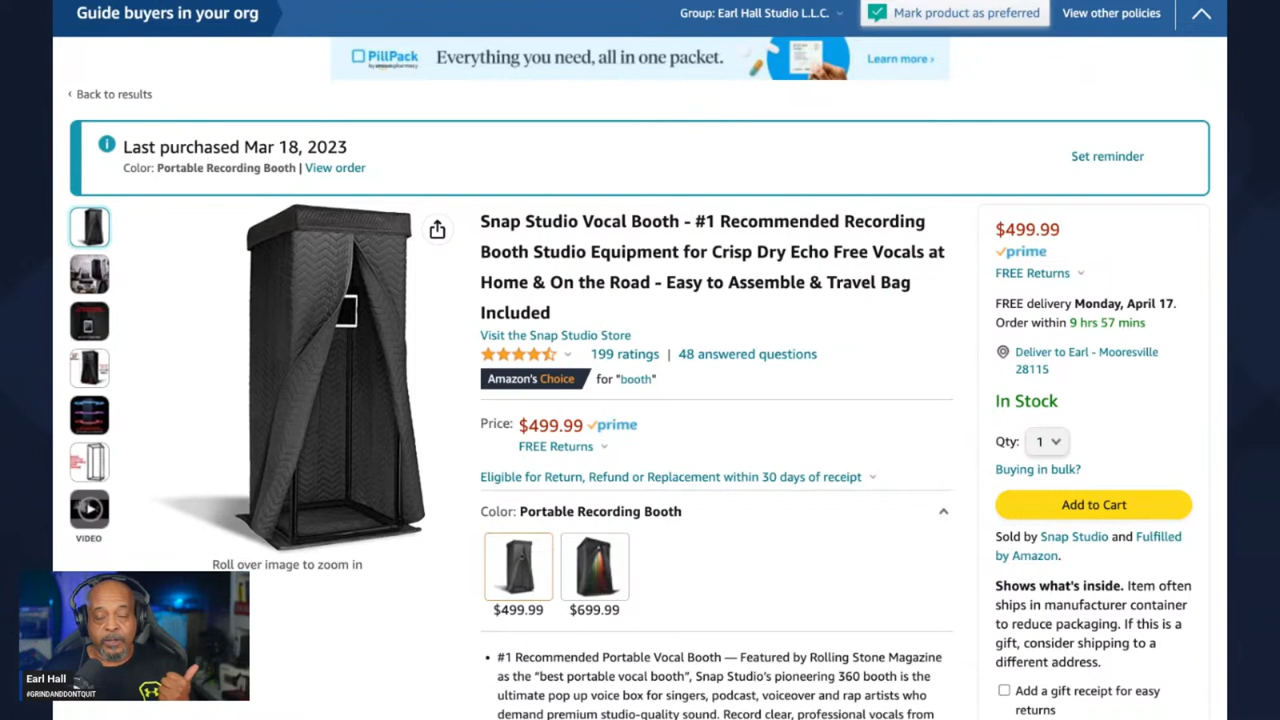 Guide buyers in your org
Group: Earl Hall Studio L.L.C.
Mark product as preferred
View other policies
PillPack
by amazon pharmacy
Everything you need, all in one packet.
Learn more ›
‹ Back to results
Last purchased Mar 18, 2023
Color: Portable Recording Booth | View order
Set reminder
Snap Studio Vocal Booth - #1 Recommended Recording
Booth Studio Equipment for Crisp Dry Echo Free Vocals at
Home & On the Road - Easy to Assemble & Travel Bag
Included
Visit the Snap Studio Store
199 ratings | 48 answered questions
Amazon's Choice for "booth"
Price: $499.99 prime
FREE Returns
Eligible for Return, Refund or Replacement within 30 days of receipt
Color: Portable Recording Booth
$499.99 $699.99
• #1 Recommended Portable Vocal Booth — Featured by Rolling Stone Magazine
as the "best portable vocal booth", Snap Studio's pioneering 360 booth is the
ultimate pop up voice box for singers, podcast, voiceover and rap artists who
demand premium studio-quality sound. Record clear, professional vocals from
VIDEO
Roll over image to zoom in
$499.99
prime
FREE Returns
FREE delivery Monday, April 17.
Order within 9 hrs 57 mins
Deliver to Earl - Mooresville
28115
In Stock
Qty: 1
Buying in bulk?
Add to Cart
Sold by Snap Studio and Fulfilled
by Amazon.
Shows what's inside. Item often
ships in manufacturer container
to reduce packaging. If this is a
gift, consider shipping to a
different address.
Add a gift receipt for easy
returns
Earl Hall
#GRINDANDDONTQUIT